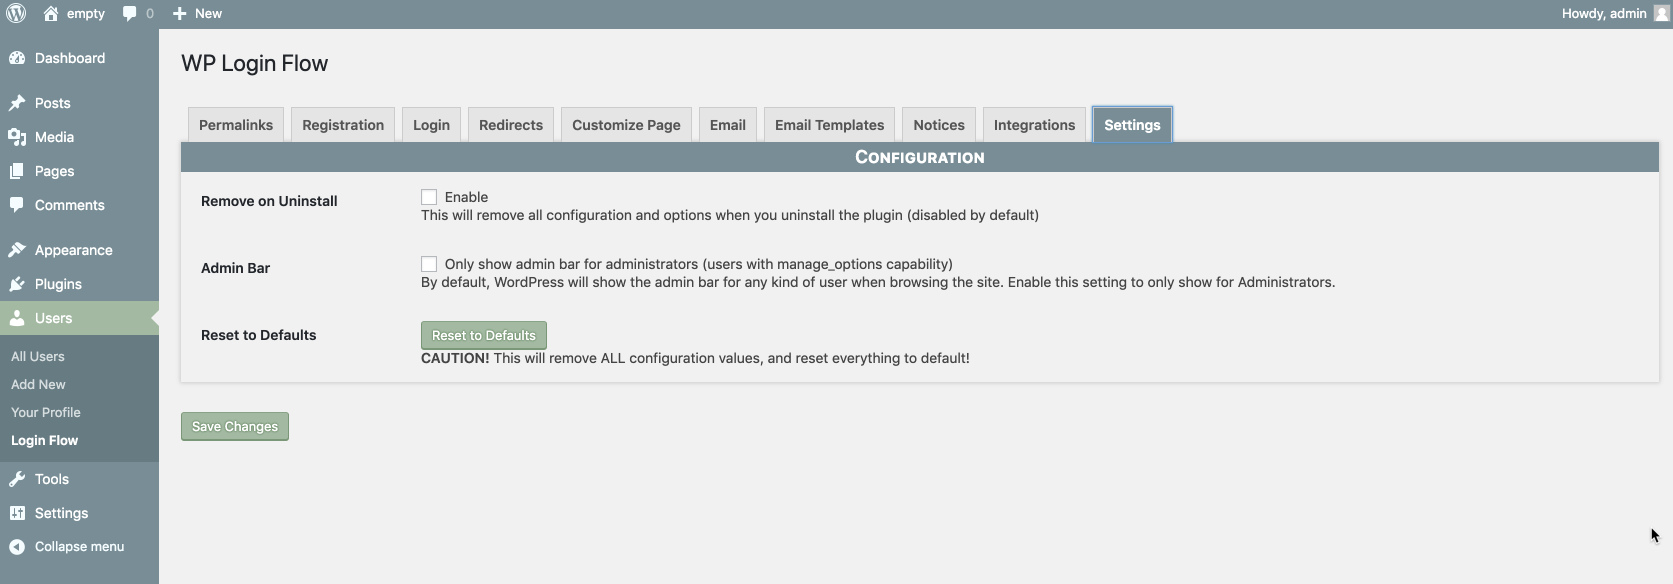 empty
0
New
Howdy, admin
Dashboard
Posts
Media
Pages
Comments
Appearance
Plugins
Users
All Users
Add New
Your Profile
Login Flow
Tools
Settings
Collapse menu
WP Login Flow
Permalinks
Registration
Login
Redirects
Customize Page
Email
Email Templates
Notices
Integrations
Settings
CONFIGURATION
Remove on Uninstall
Enable
This will remove all configuration and options when you uninstall the plugin (disabled by default)
Admin Bar
Only show admin bar for administrators (users with manage_options capability)
By default, WordPress will show the admin bar for any kind of user when browsing the site. Enable this setting to only show for Administrators.
Reset to Defaults
Reset to Defaults
CAUTION! This will remove ALL configuration values, and reset everything to default!
Save Changes